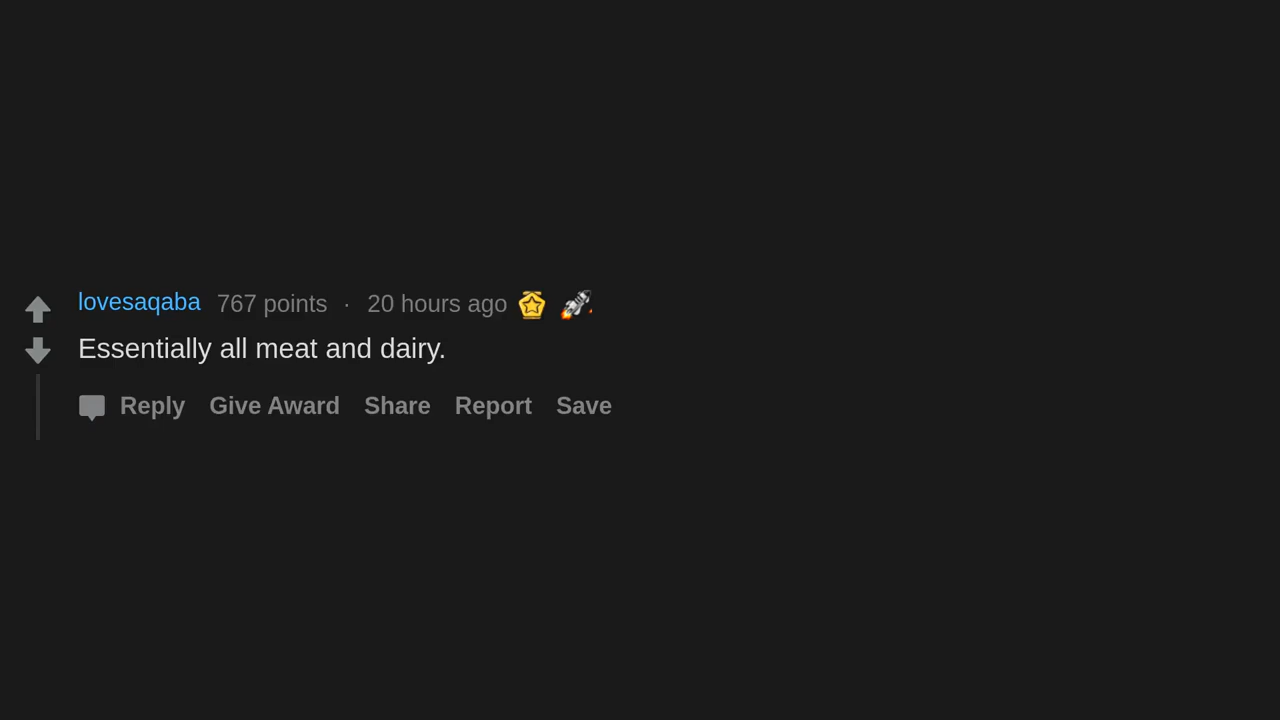 lovesaqaba 767 points · 20 hours ago
Essentially all meat and dairy.
Reply Give Award Share Report Save